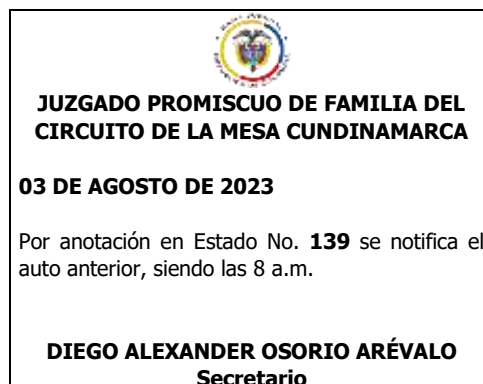 JUZGADO PROMISCUO DE FAMILIA DEL
CIRCUITO DE LA MESA CUNDINAMARCA
03 DE AGOSTO DE 2023
Por anotación en Estado No. 139 se notifica el
auto anterior, siendo las 8 a.m.
DIEGO ALEXANDER OSORIO ARÉVALO
Secretario